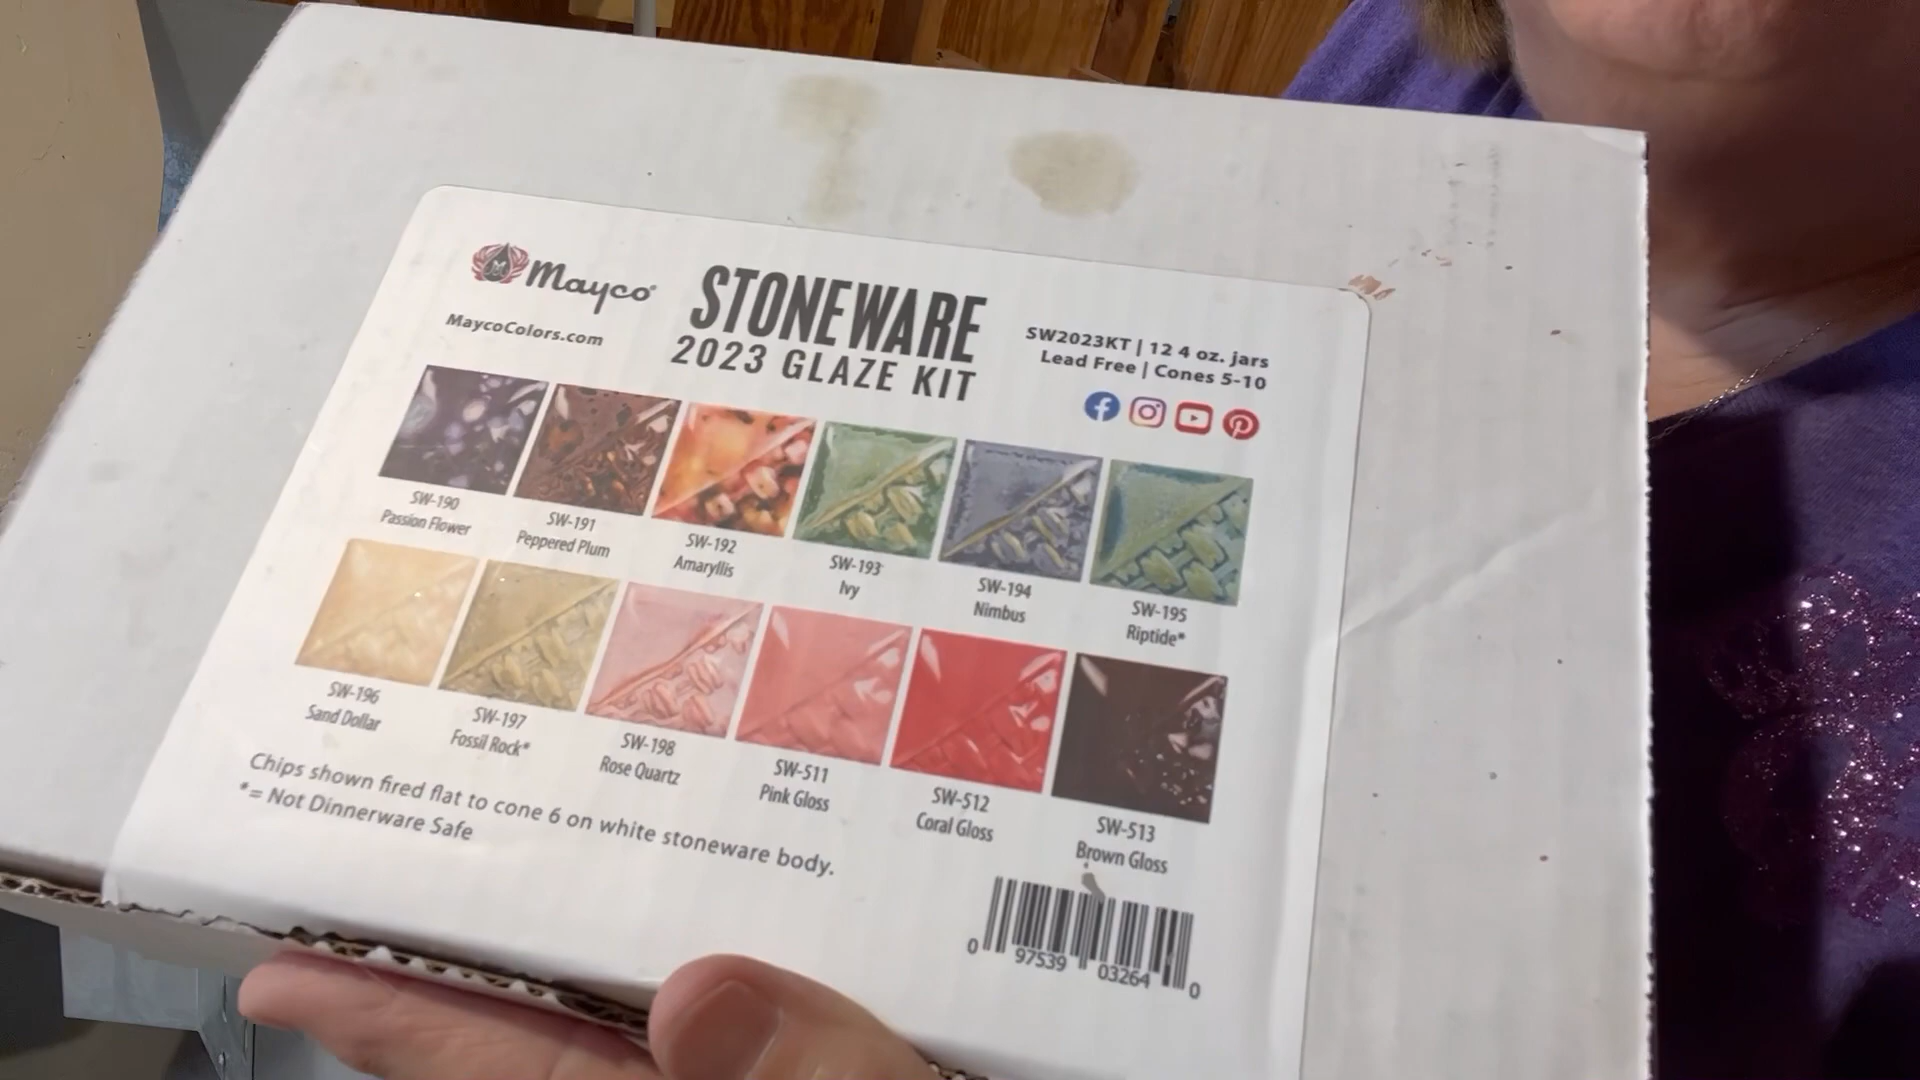 Mayco
MaycoColors.com
STONEWARE
2023 GLAZE KIT
SW2023KT | 12 4 oz. jars
Lead Free | Cones 5-10
SW-190
Passion Flower
SW-191
Peppered Plum
SW-192
Amaryllis
SW-193
Ivy
SW-194
Nimbus
SW-195
Riptide*
SW-196
Sand Dollar
SW-197
Fossil Rock*
SW-198
Rose Quartz
SW-511
Pink Gloss
SW-512
Coral Gloss
SW-513
Brown Gloss
Chips shown fired flat to cone 6 on white stoneware body.
*= Not Dinnerware Safe
0 97539 03264 0